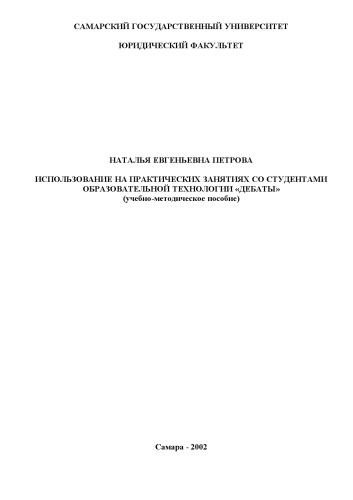 САМАРСКИЙ ГОСУДАРСТВЕННЫЙ УНИВЕРСИТЕТ
ЮРИДИЧЕСКИЙ ФАКУЛЬТЕТ
НАТАЛЬЯ ЕВГЕНЬЕВНА ПЕТРОВА
ИСПОЛЬЗОВАНИЕ НА ПРАКТИЧЕСКИХ ЗАНЯТИЯХ СО СТУДЕНТАМИ
ОБРАЗОВАТЕЛЬНОЙ ТЕХНОЛОГИИ «ДЕБАТЫ»
(учебно-методическое пособие)
Самара - 2002